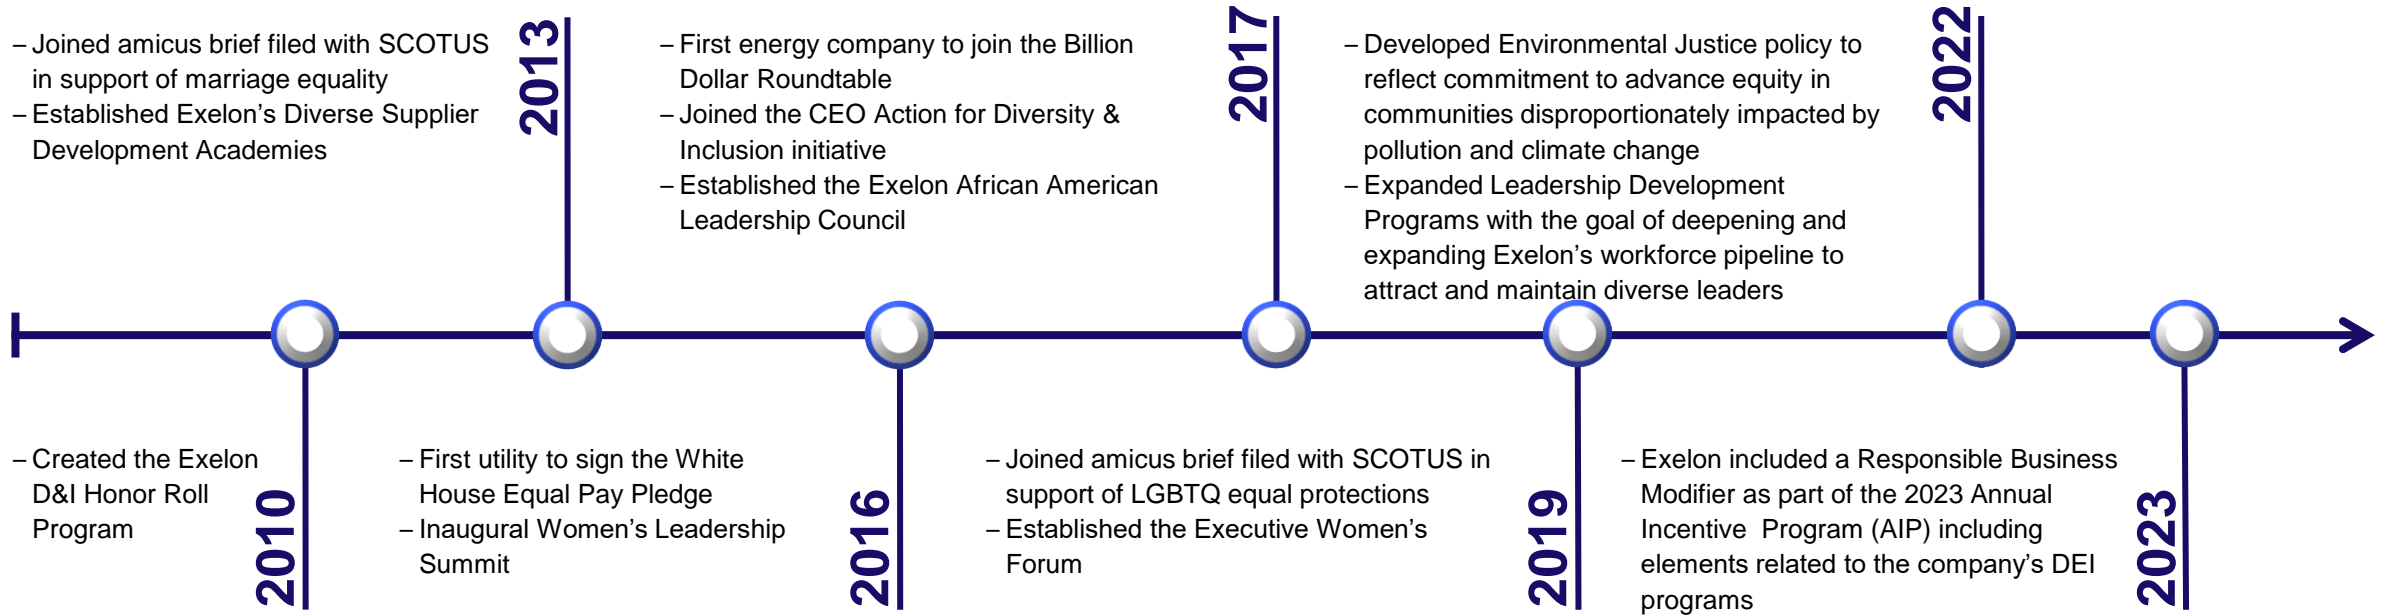 – Joined amicus brief filed with SCOTUS
in support of marriage equality
– Established Exelon’s Diverse Supplier
Development Academies
2013
– First energy company to join the Billion
Dollar Roundtable
– Joined the CEO Action for Diversity &
Inclusion initiative
– Established the Exelon African American
Leadership Council
2017
– Developed Environmental Justice policy to
reflect commitment to advance equity in
communities disproportionately impacted by
pollution and climate change
– Expanded Leadership Development
Programs with the goal of deepening and
expanding Exelon’s workforce pipeline to
attract and maintain diverse leaders
2022
– Created the Exelon
D&I Honor Roll
Program
2010
– First utility to sign the White
House Equal Pay Pledge
– Inaugural Women’s Leadership
Summit
2016
– Joined amicus brief filed with SCOTUS in
support of LGBTQ equal protections
– Established the Executive Women’s
Forum
2019
– Exelon included a Responsible Business
Modifier as part of the 2023 Annual
Incentive  Program (AIP) including
elements related to the company’s DEI
programs
2023